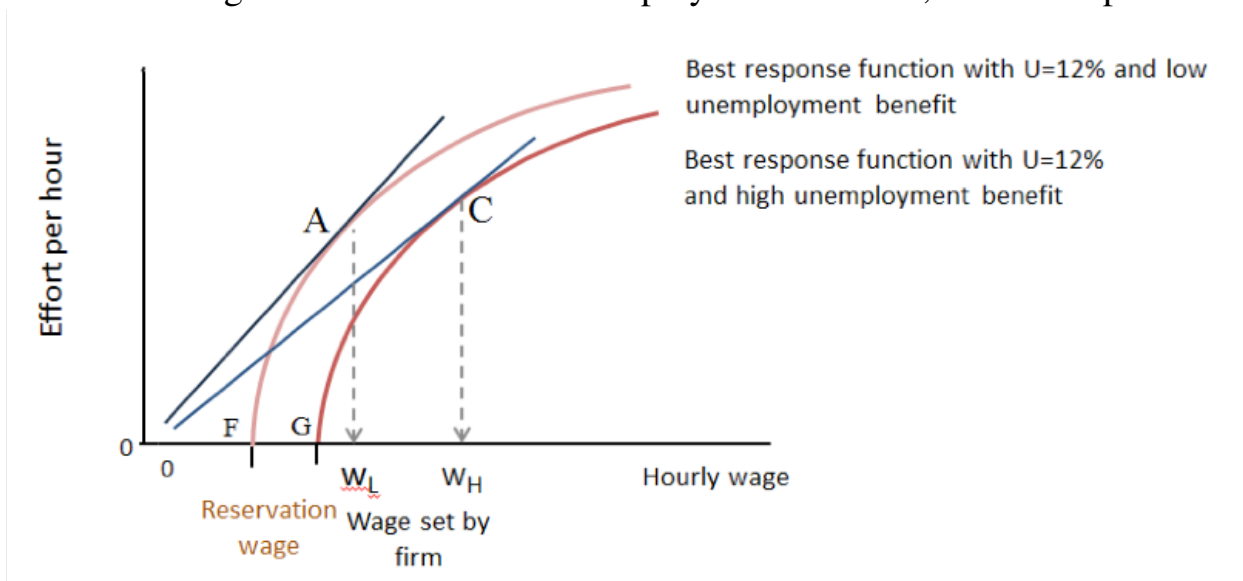 Best response function with U=12% and low
unemployment benefit
Best response function with U=12%
and high unemployment benefit
Effort per hour
A
C
F
G
0
0
WL
WH
Hourly wage
Reservation
wage
Wage set by
firm